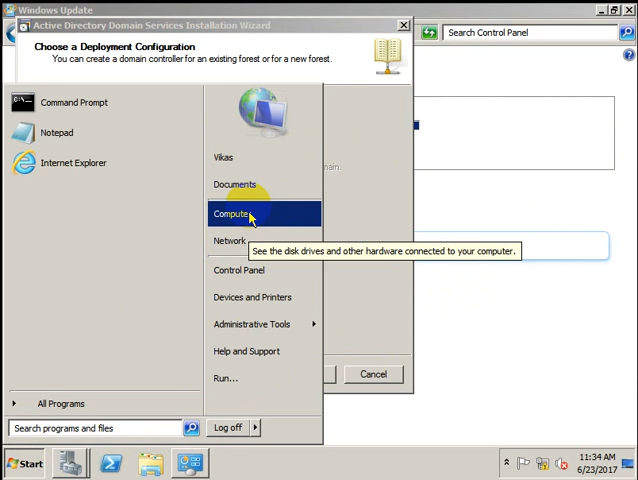 Windows Update
Active Directory Domain Services Installation Wizard
Choose a Deployment Configuration
You can create a domain controller for an existing forest or for a new forest.
Search Control Panel
Command Prompt
Notepad
Internet Explorer
Vikas
Documents
Computer
Network
See the disk drives and other hardware connected to your computer.
Control Panel
Devices and Printers
Administrative Tools
Help and Support
Run...
main.
Cancel
All Programs
Search programs and files
Log off
Start
11:34 AM
6/23/2017